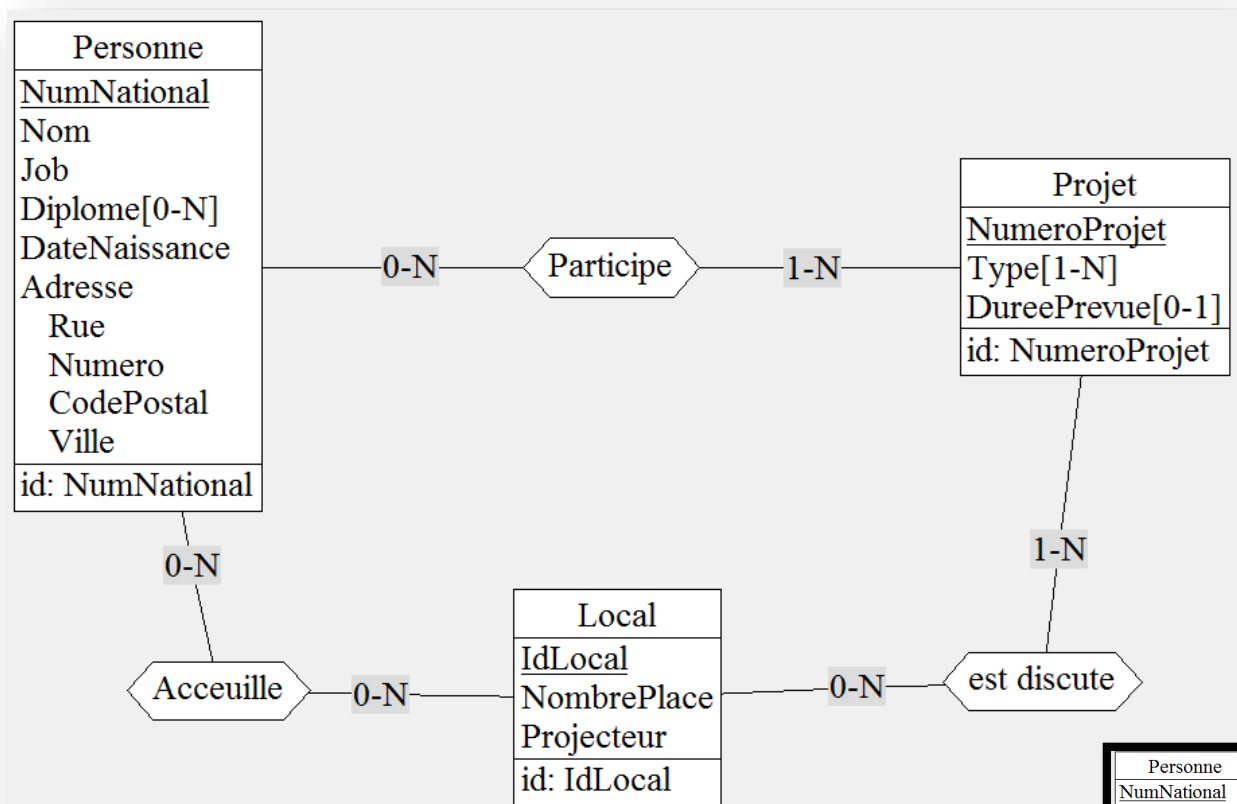 Personne
NumNational
Nom
Job
Diplome[0-N]
DateNaissance
Adresse
Rue
Numero
CodePostal
Ville
id: NumNational
0-N
Participe
1-N
Projet
NumeroProjet
Type[1-N]
DureePrevue[0-1]
id: NumeroProjet
0-N
Acceuille
0-N
Local
IdLocal
NombrePlace
Projecteur
id: IdLocal
0-N
est discute
1-N
Personne
NumNational